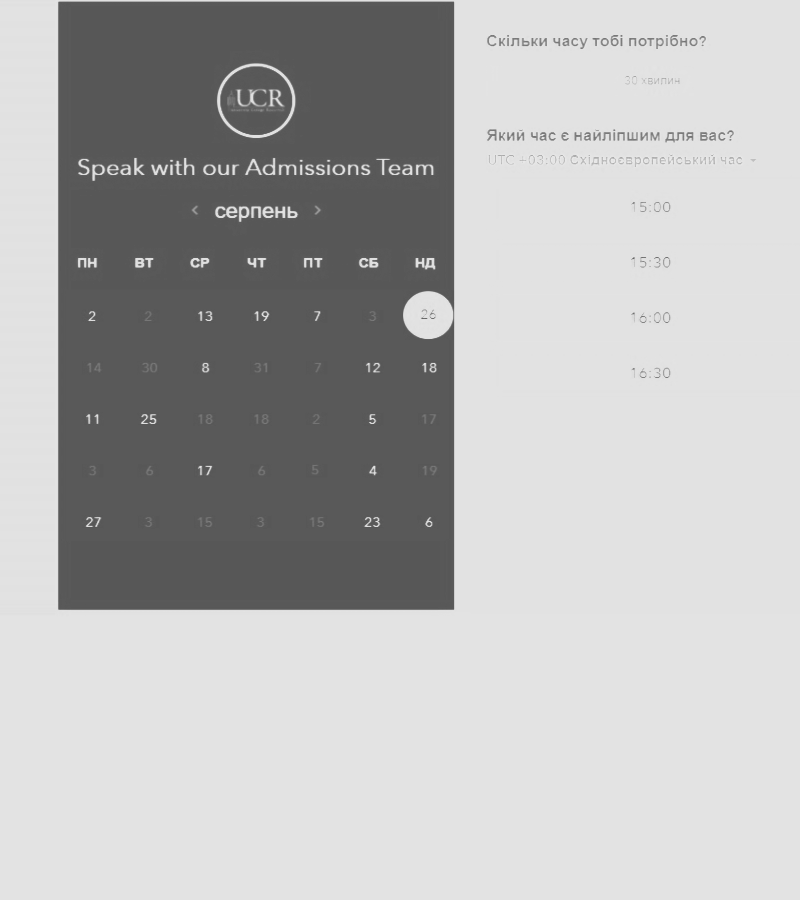 UCR
Speak with our Admissions Team
серпень
ПН ВТ СР ЧТ ПТ СБ НД
2 2 13 19 7 3 26
14 30 8 31 7 12 18
11 25 18 18 2 5 17
3 6 17 6 5 4 19
27 3 15 3 15 23 6
Скільки часу тобі потрібно?
30 хвилин
Який час є найліпшим для вас?
UTC +03:00 Східноєвропейський час
15:00
15:30
16:00
16:30